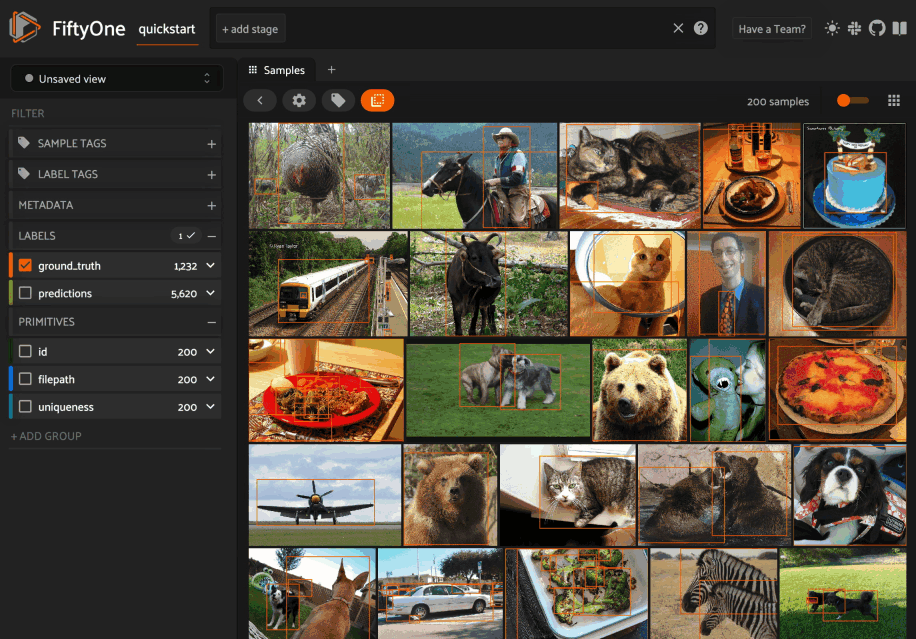 FiftyOne
quickstart
+ add stage
Have a Team?
Unsaved view
Samples
+
200 samples
FILTER
SAMPLE TAGS
LABEL TAGS
METADATA
LABELS
1
ground_truth
1,232
predictions
5,620
PRIMITIVES
id
200
filepath
200
uniqueness
200
+ ADD GROUP